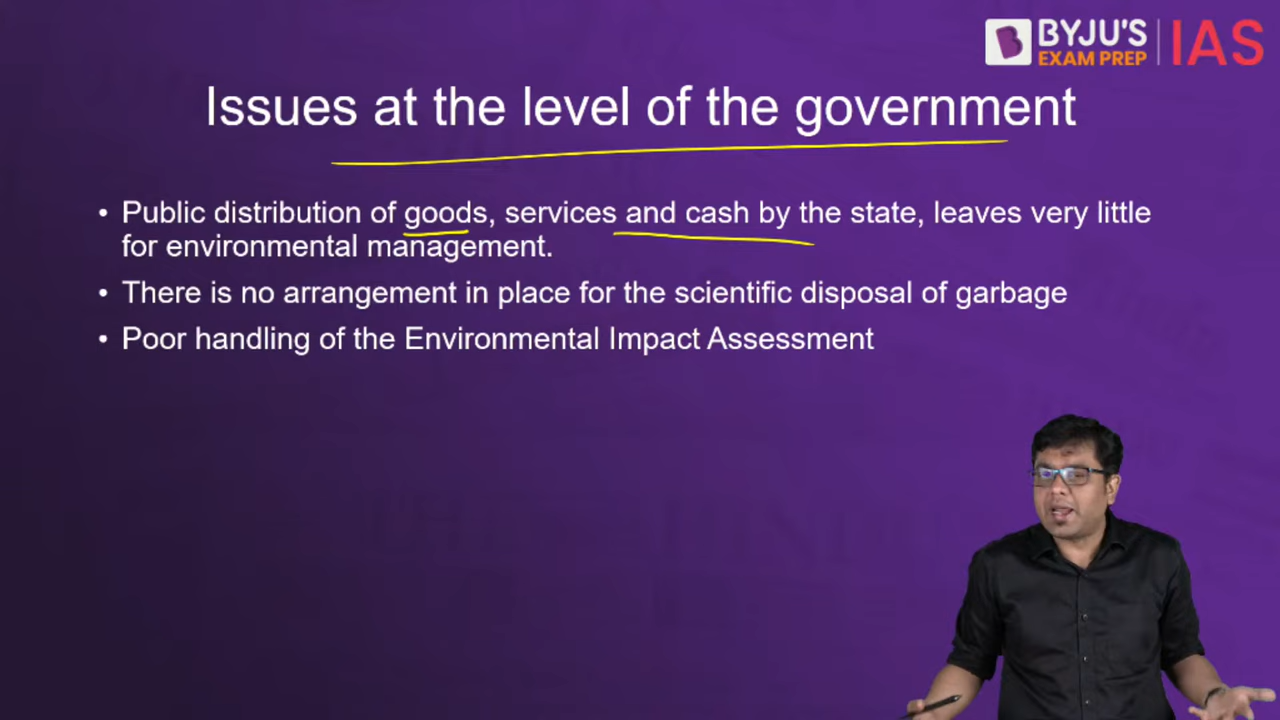 BYJU'S
EXAM PREP
IAS
Issues at the level of the government
• Public distribution of goods, services and cash by the state, leaves very little
for environmental management.
• There is no arrangement in place for the scientific disposal of garbage
• Poor handling of the Environmental Impact Assessment